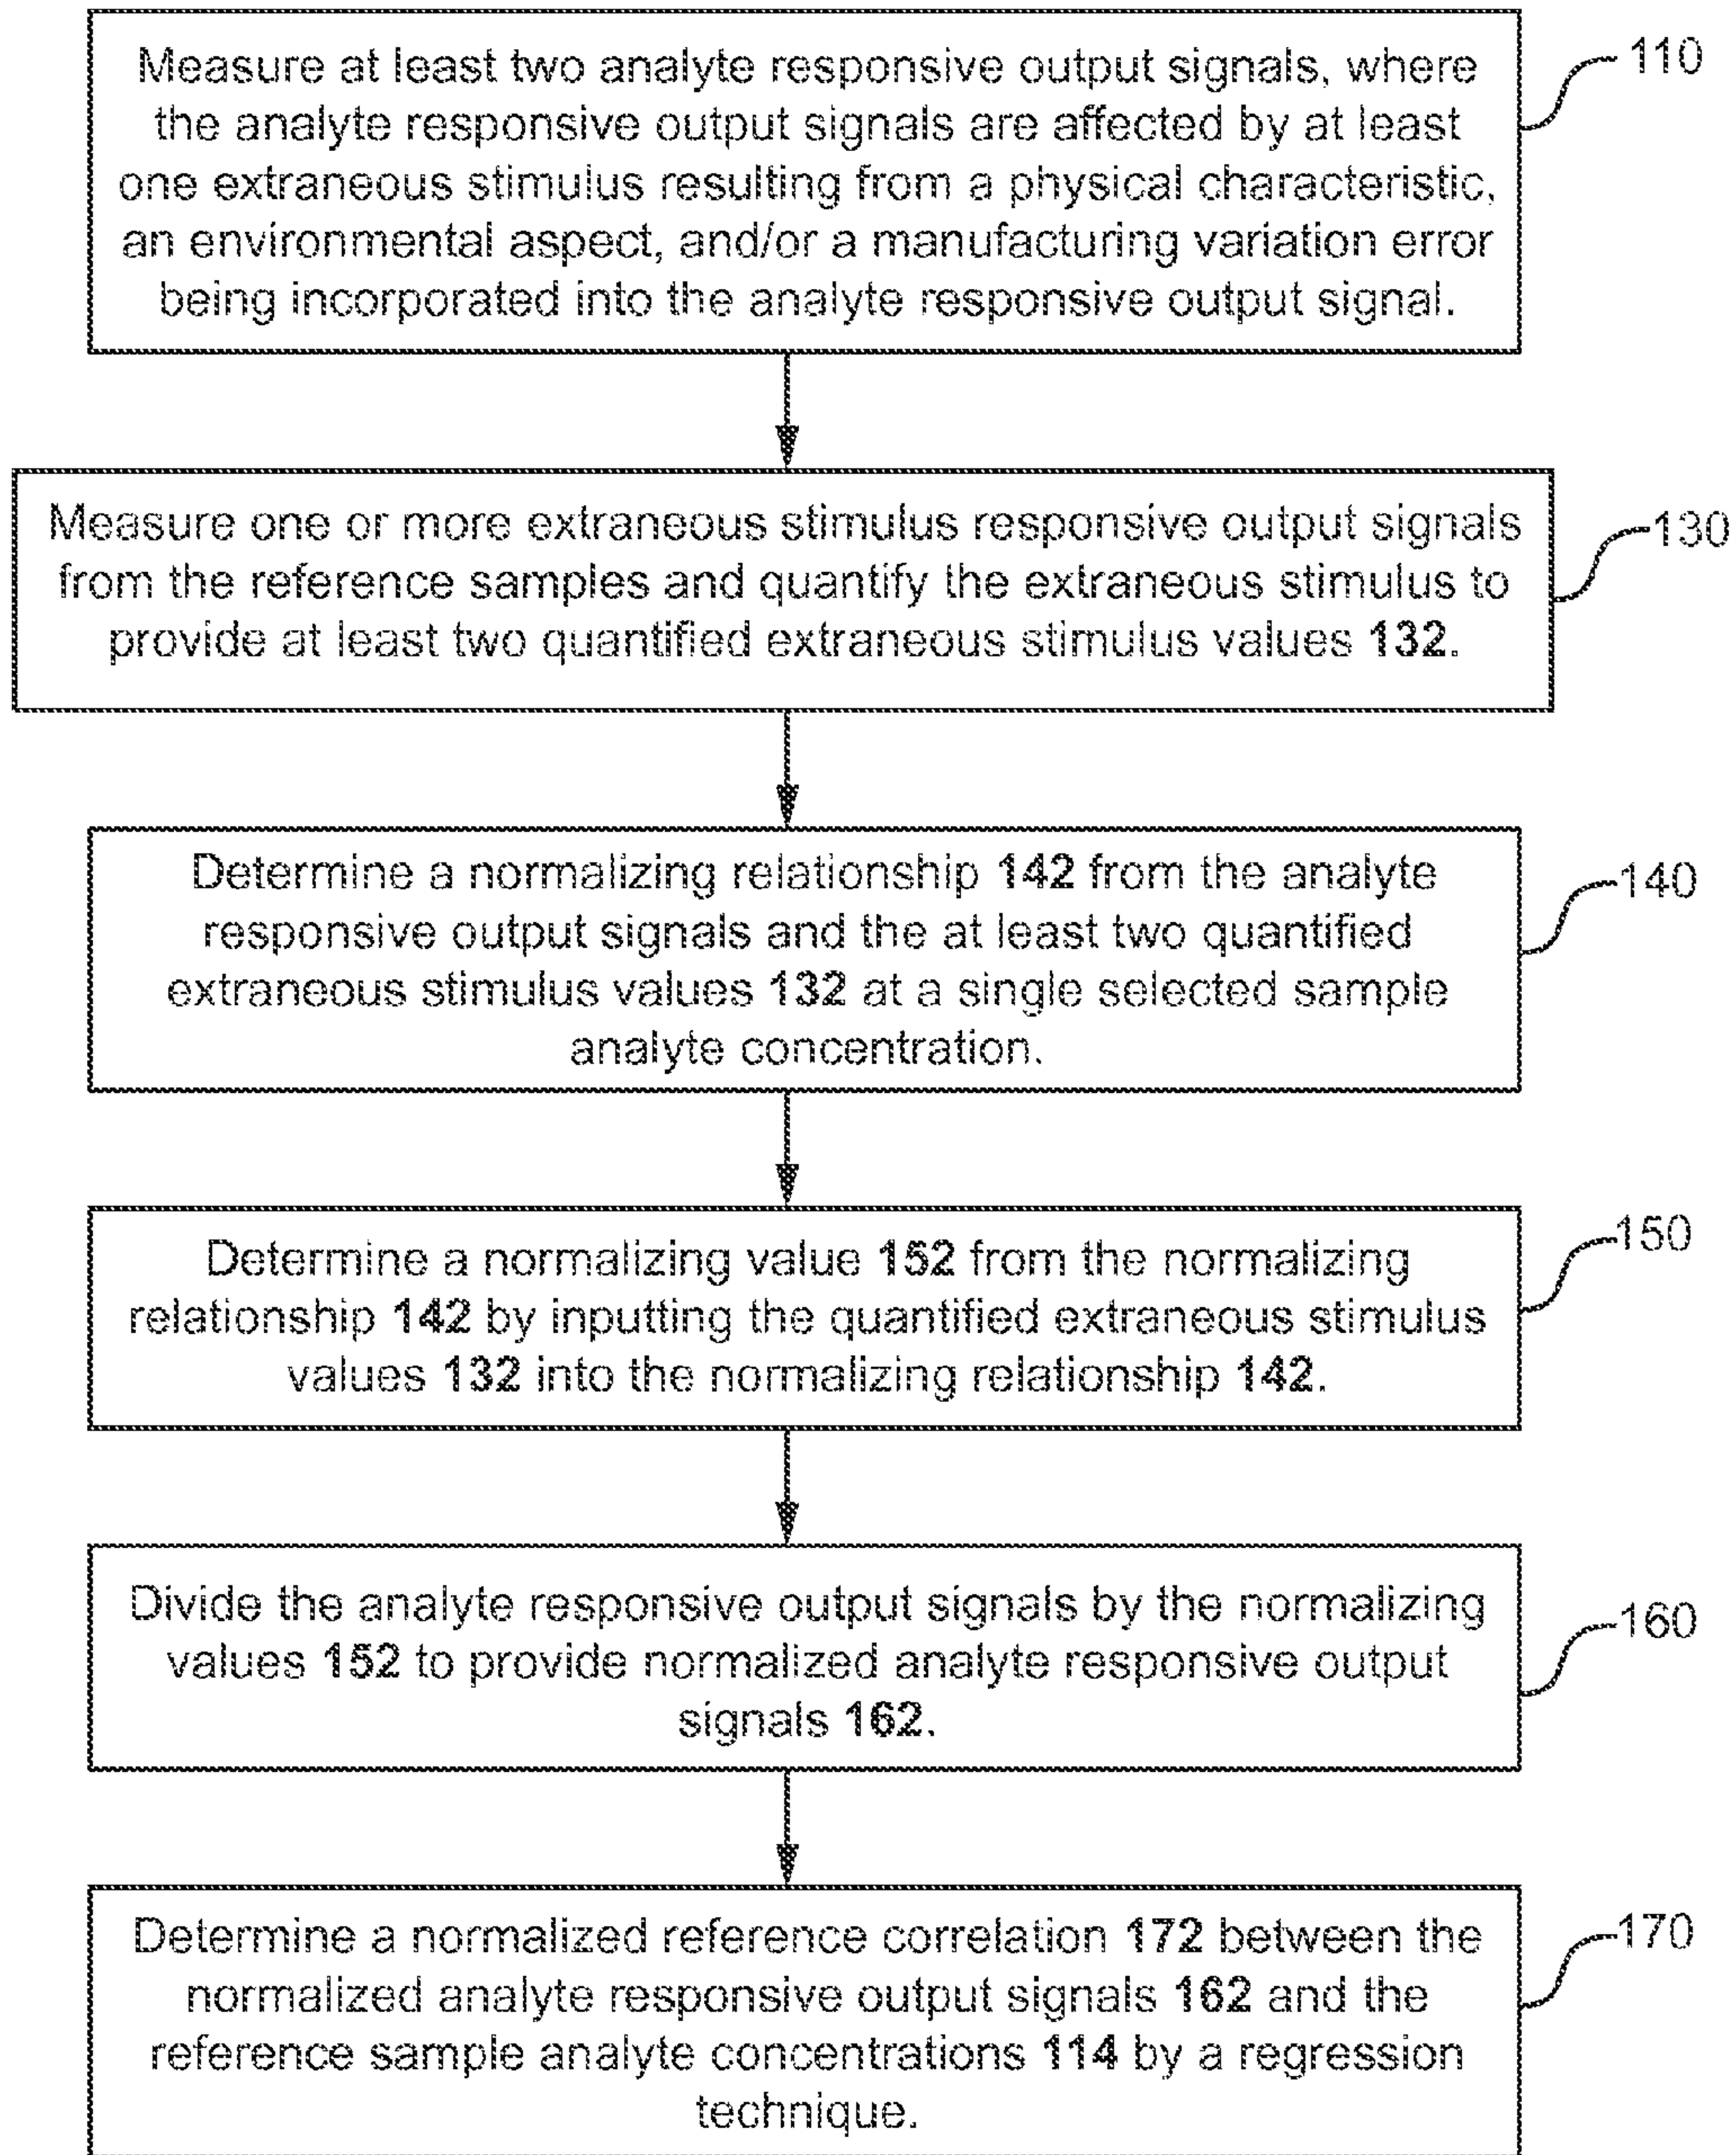 Measure at least two analyte responsive output signals, where
the analyte responsive output signals are affected by at least
one extraneous stimulus resulting from a physical characteristic,
an environmental aspect, and/or a manufacturing variation error
being incorporated into the analyte responsive output signal.
110
Measure one or more extraneous stimulus responsive output signals
from the reference samples and quantify the extraneous stimulus to
provide at least two quantified extraneous stimulus values 132.
130
Determine a normalizing relationship 142 from the analyte
responsive output signals and the at least two quantified
extraneous stimulus values 132 at a single selected sample
analyte concentration.
140
Determine a normalizing value 152 from the normalizing
relationship 142 by inputting the quantified extraneous stimulus
values 132 into the normalizing relationship 142.
150
Divide the analyte responsive output signals by the normalizing
values 152 to provide normalized analyte responsive output
signals 162.
160
Determine a normalized reference correlation 172 between the
normalized analyte responsive output signals 162 and the
reference sample analyte concentrations 114 by a regression
technique.
170